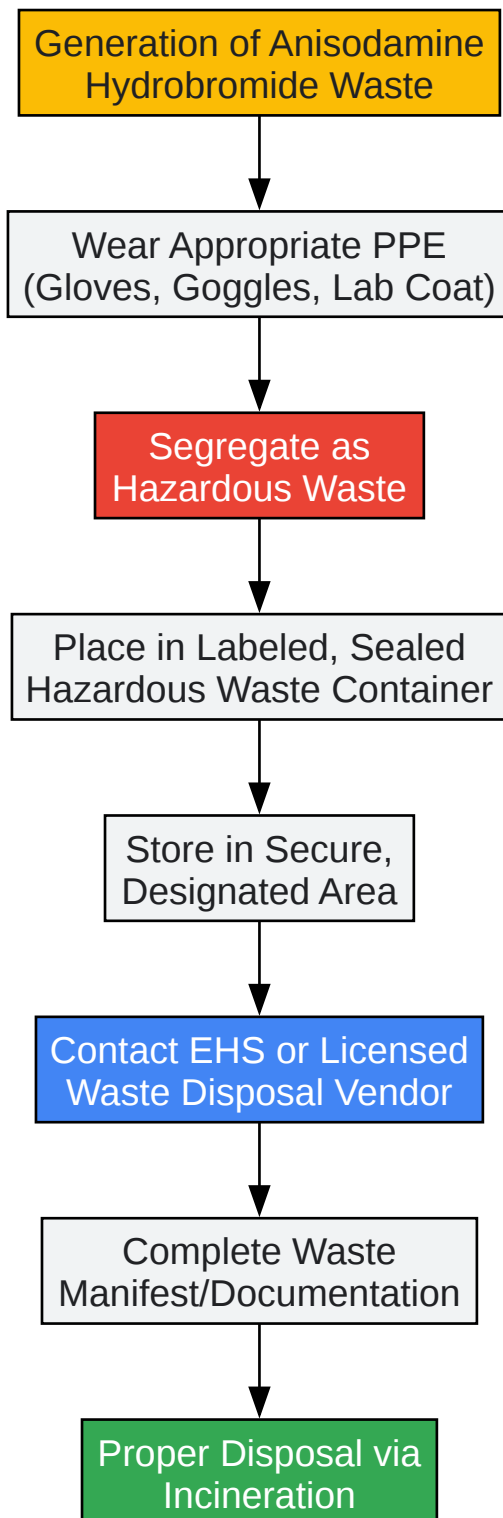 Generation of Anisodamine
Hydrobromide Waste
Wear Appropriate PPE
(Gloves, Goggles, Lab Coat)
Segregate as
Hazardous Waste
Place in Labeled, Sealed
Hazardous Waste Container
Store in Secure,
Designated Area
Contact EHS or Licensed
Waste Disposal Vendor
Complete Waste
Manifest/Documentation
Proper Disposal via
Incineration